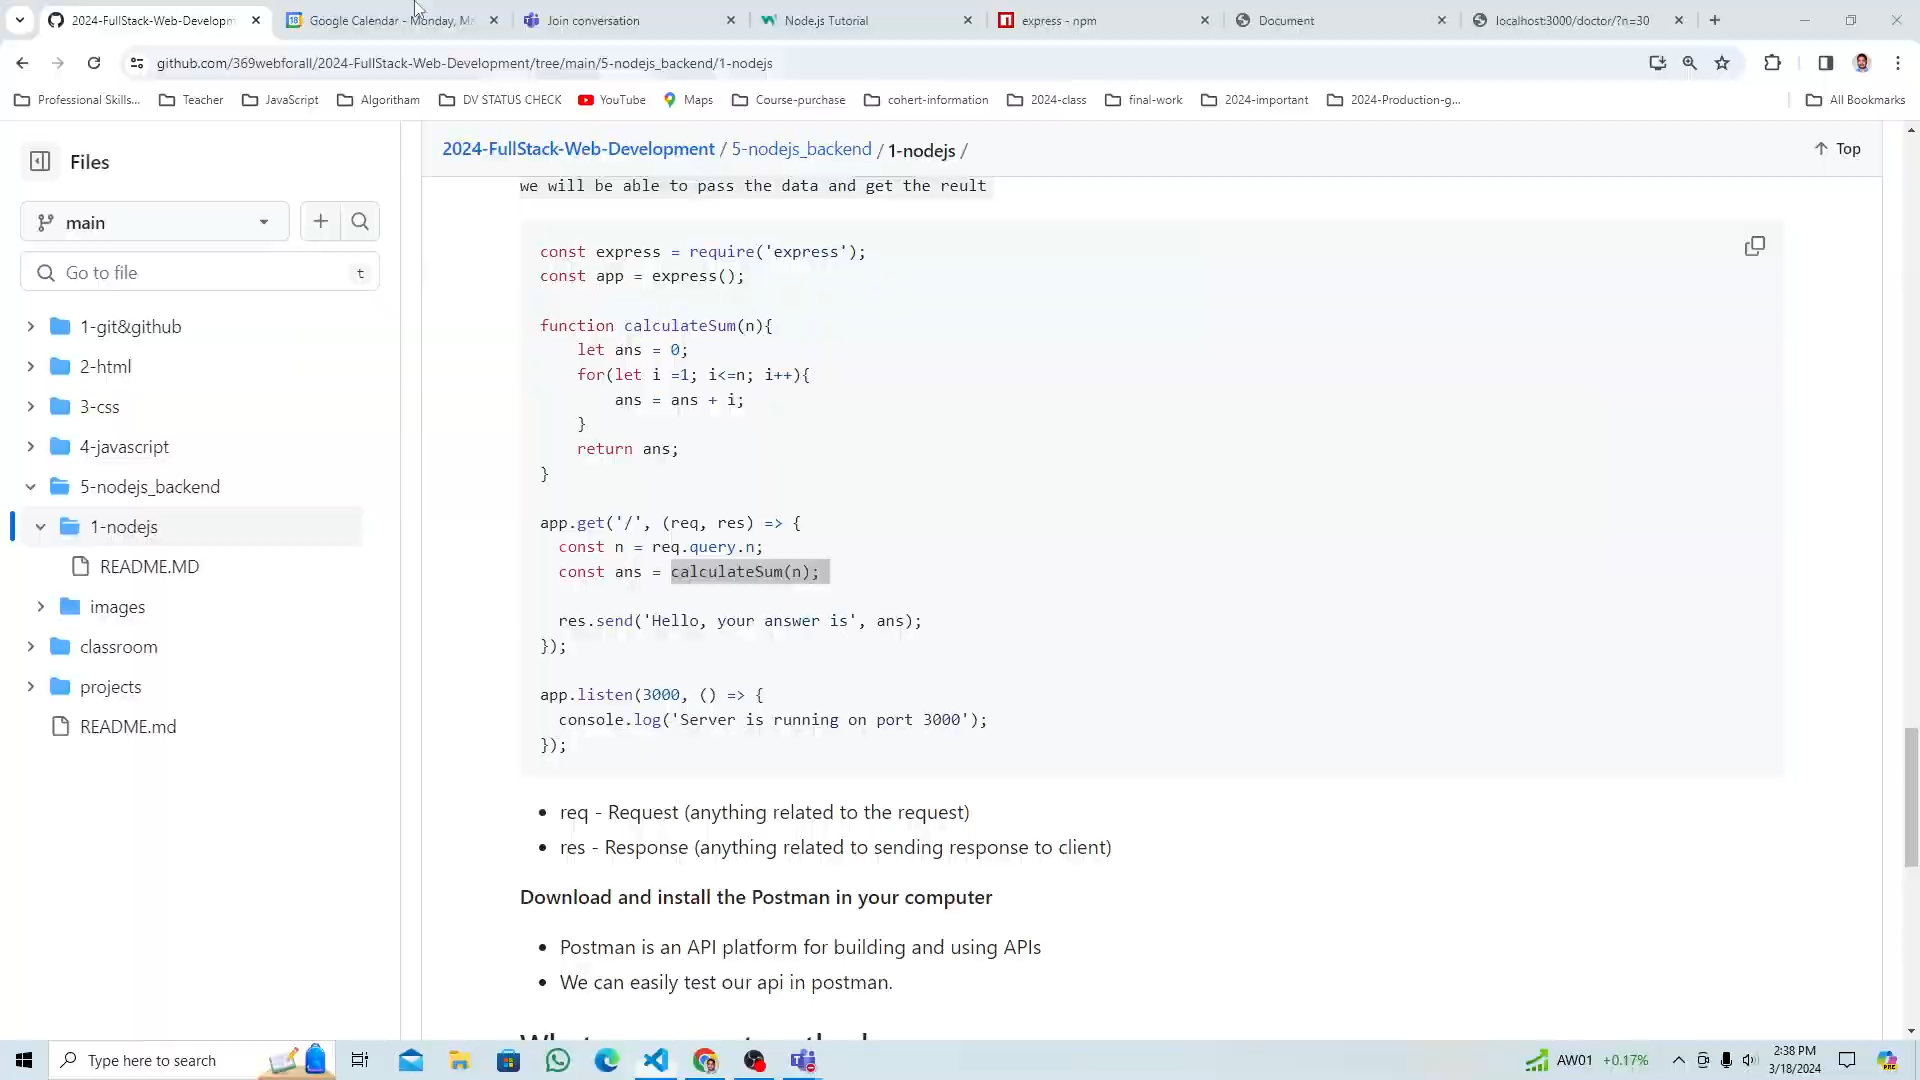 2024-FullStack-Web-Developm
Google Calendar - Monday, Ma
Join conversation
Node.js Tutorial
express - npm
Document
localhost:3000/doctor/?n=30
github.com/369webforall/2024-FullStack-Web-Development/tree/main/5-nodejs_backend/1-nodejs
Professional Skills...
Teacher
JavaScript
Algoritham
DV STATUS CHECK
YouTube
Maps
Course-purchase
cohert-information
2024-class
final-work
2024-important
2024-Production-g...
All Bookmarks
Files
main
Go to file
t
1-git&github
2-html
3-css
4-javascript
5-nodejs_backend
1-nodejs
README.MD
images
classroom
projects
README.md
2024-FullStack-Web-Development / 5-nodejs_backend / 1-nodejs /
Top
we will be able to pass the data and get the reult
const express = require('express');
const app = express();
function calculateSum(n){
let ans = 0;
for(let i =1; i<=n; i++){
ans = ans + i;
}
return ans;
}
app.get('/', (req, res) => {
const n = req.query.n;
const ans = calculateSum(n);
res.send('Hello, your answer is', ans);
});
app.listen(3000, () => {
console.log('Server is running on port 3000');
});
req - Request (anything related to the request)
res - Response (anything related to sending response to client)
Download and install the Postman in your computer
Postman is an API platform for building and using APIs
We can easily test our api in postman.
Type here to search
AW01 +0.17%
2:38 PM
3/18/2024